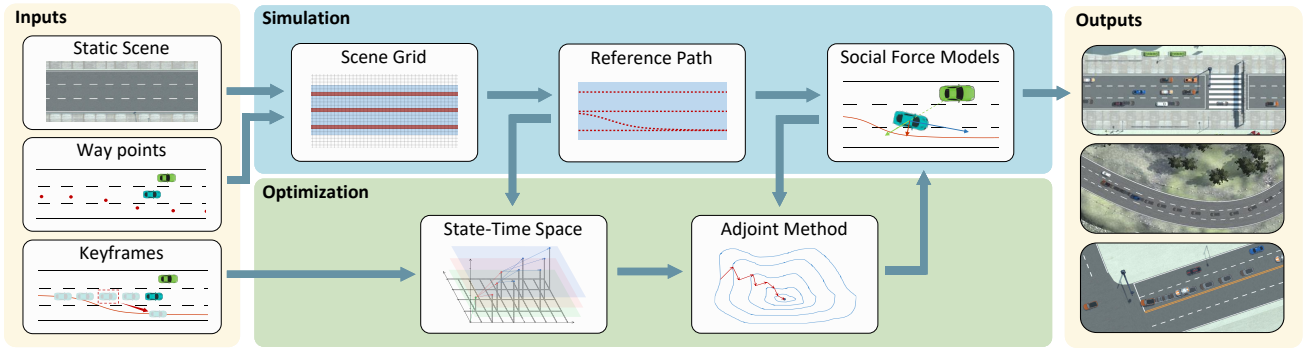 Inputs
Static Scene
Way points
Keyframes
Simulation
Scene Grid
Reference Path
Social Force Models
Optimization
State-Time Space
Adjoint Method
Outputs